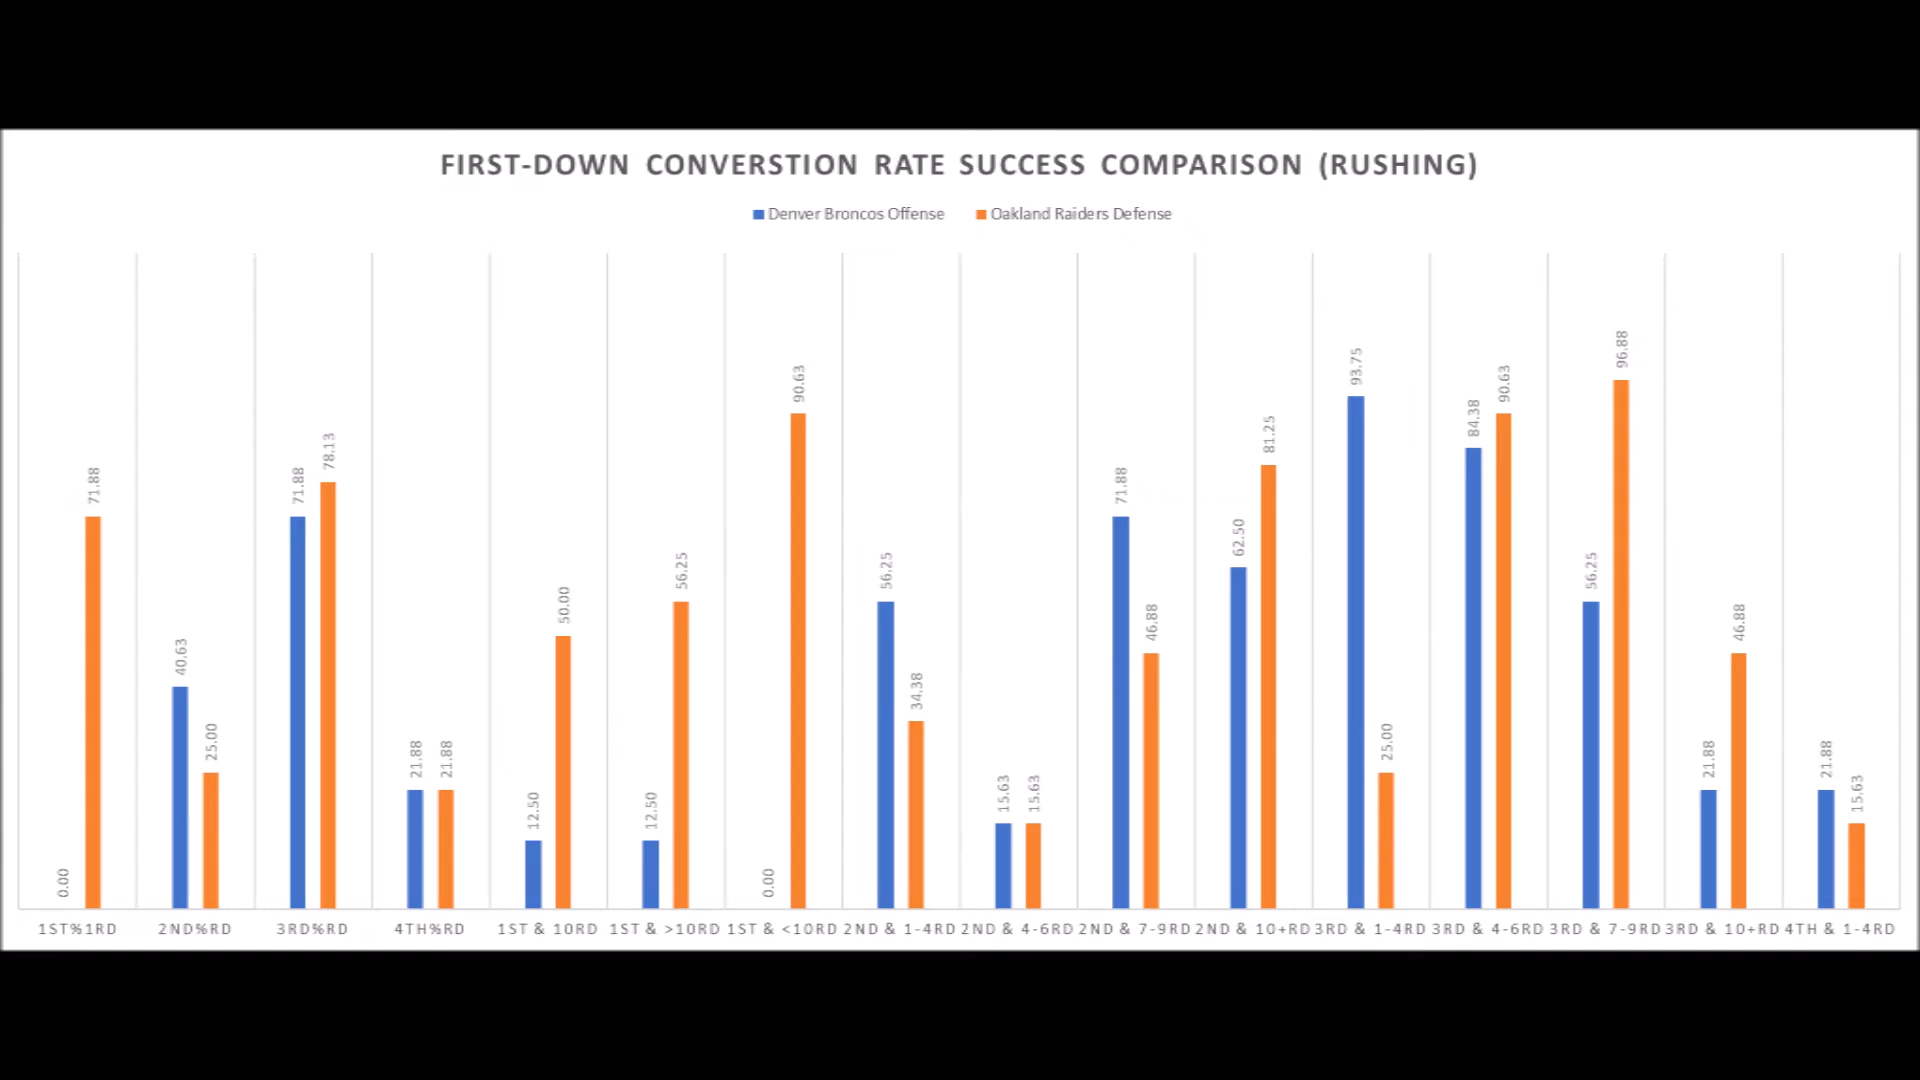 FIRST-DOWN CONVERSTION RATE SUCCESS COMPARISON (RUSHING)
Denver Broncos Offense Oakland Raiders Defense
0.00 71.88 40.63 25.00 71.88 78.13 21.88 21.88 12.50 50.00 12.50 56.25 0.00 90.63 56.25 34.38 15.63 15.63 71.88 46.88 62.50 81.25 93.75 25.00 84.38 90.63 56.25 96.88 21.88 46.88 21.88 15.63
1ST%1RD 2ND%RD 3RD%RD 4TH%RD 1ST & 10RD 1ST & >10RD 1ST & <10RD 2ND & 1-4RD 2ND & 4-6RD 2ND & 7-9RD 2ND & 10+RD 3RD & 1-4RD 3RD & 4-6RD 3RD & 7-9RD 3RD & 10+RD 4TH & 1-4RD